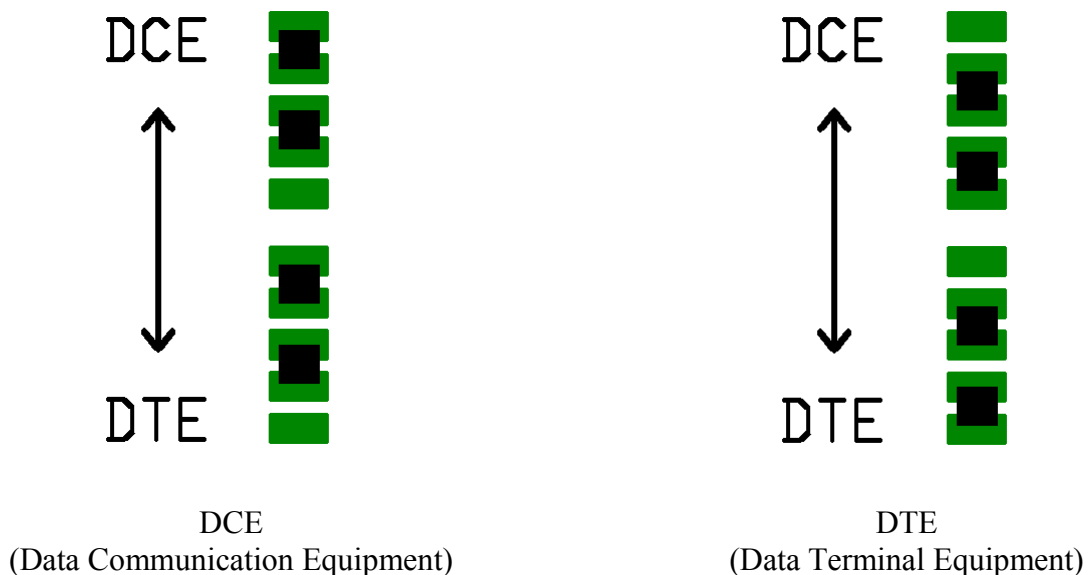 DCE
DTE
DCE
(Data Communication Equipment)
DCE
DTE
DTE
(Data Terminal Equipment)